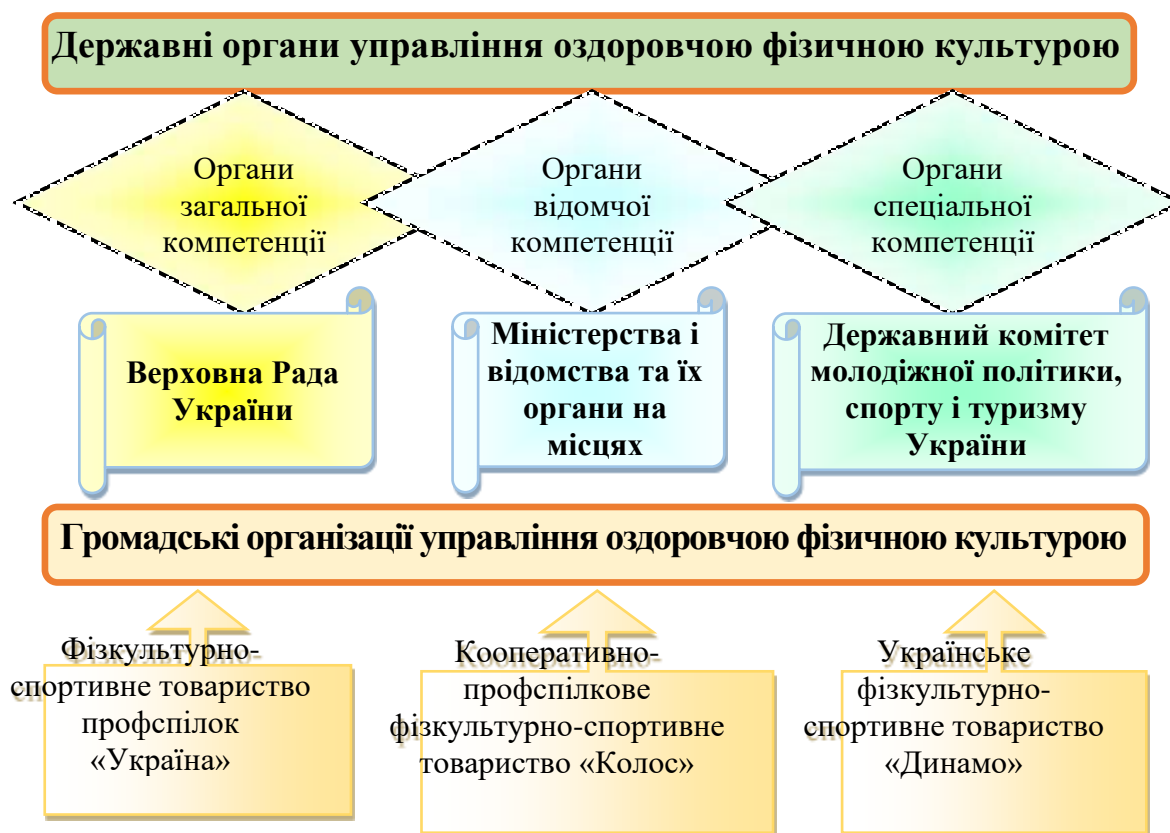 Державні органи управління оздоровчою фізичною культурою
Органи
загальної
компетенції
Органи
відомчої
компетенції
Органи
спеціальної
компетенції
Верховна Рада
України
Міністерства і
відомства та їх
органи на
місцях
Державний комітет
молодіжної політики,
спорту і туризму
України
Громадські організації управління оздоровчою фізичною культурою
Фізкультурно-
спортивне товариство
профспілок
«Україна»
Кооперативно-
профспілкове
фізкультурно-спортивне
товариство «Колос»
Українське
фізкультурно-
спортивне товариство
«Динамо»